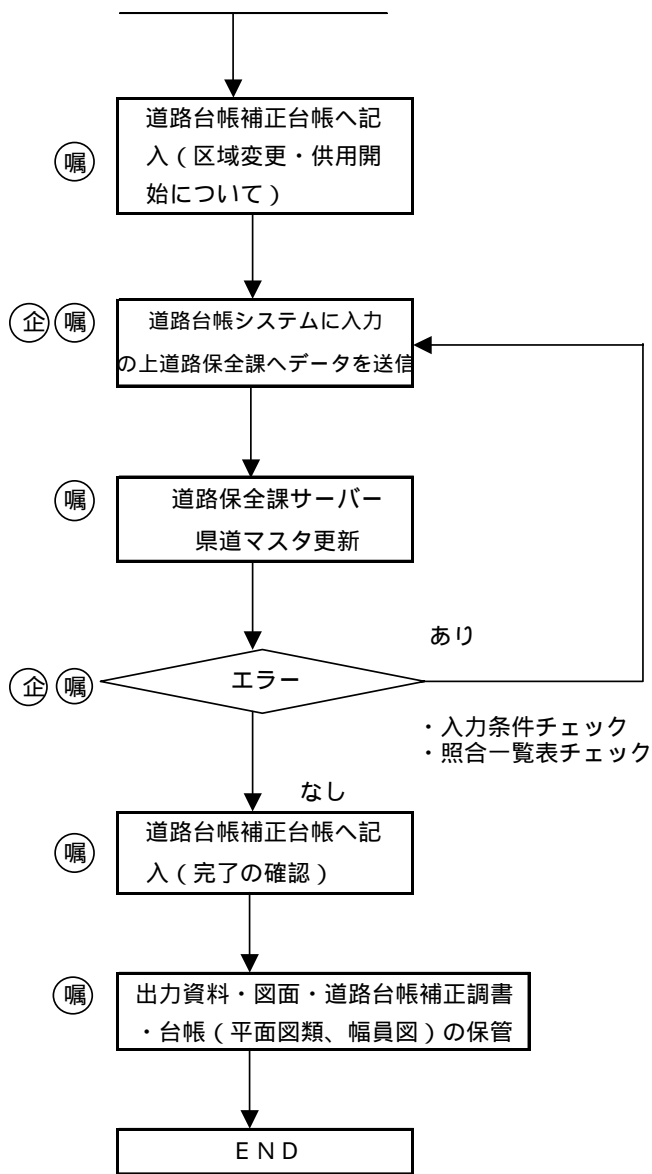 道路台帳補正台帳へ記
入(区域変更・供用開
始について)
嘱
企 嘱
道路台帳システムに入力
の上道路保全課へデータを送信
嘱
道路保全課サーバー
県道マスタ更新
あり
企 嘱
エラー
・入力条件チェック
・照合一覧表チェック
なし
嘱
道路台帳補正台帳へ記
入(完了の確認)
嘱
出力資料・図面・道路台帳補正調書
・台帳(平面図類、幅員図)の保管
END